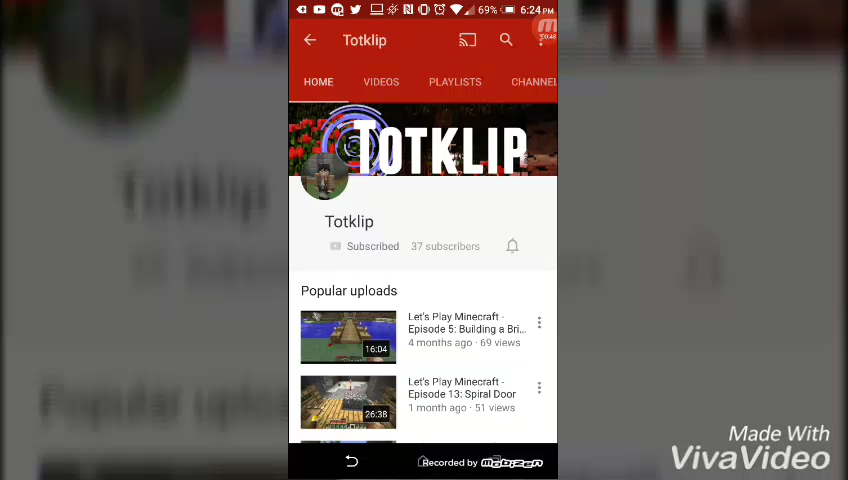 69% 6:24 PM
Totklip
00:48
HOME VIDEOS PLAYLISTS CHANNEL
TOTKLIP
Totklip
Subscribed 37 subscribers
Popular uploads
Let's Play Minecraft -
Episode 5: Building a Bri...
4 months ago · 69 views
16:04
Let's Play Minecraft -
Episode 13: Spiral Door
1 month ago · 51 views
26:38
Recorded by mobizen
Made With
VivaVideo